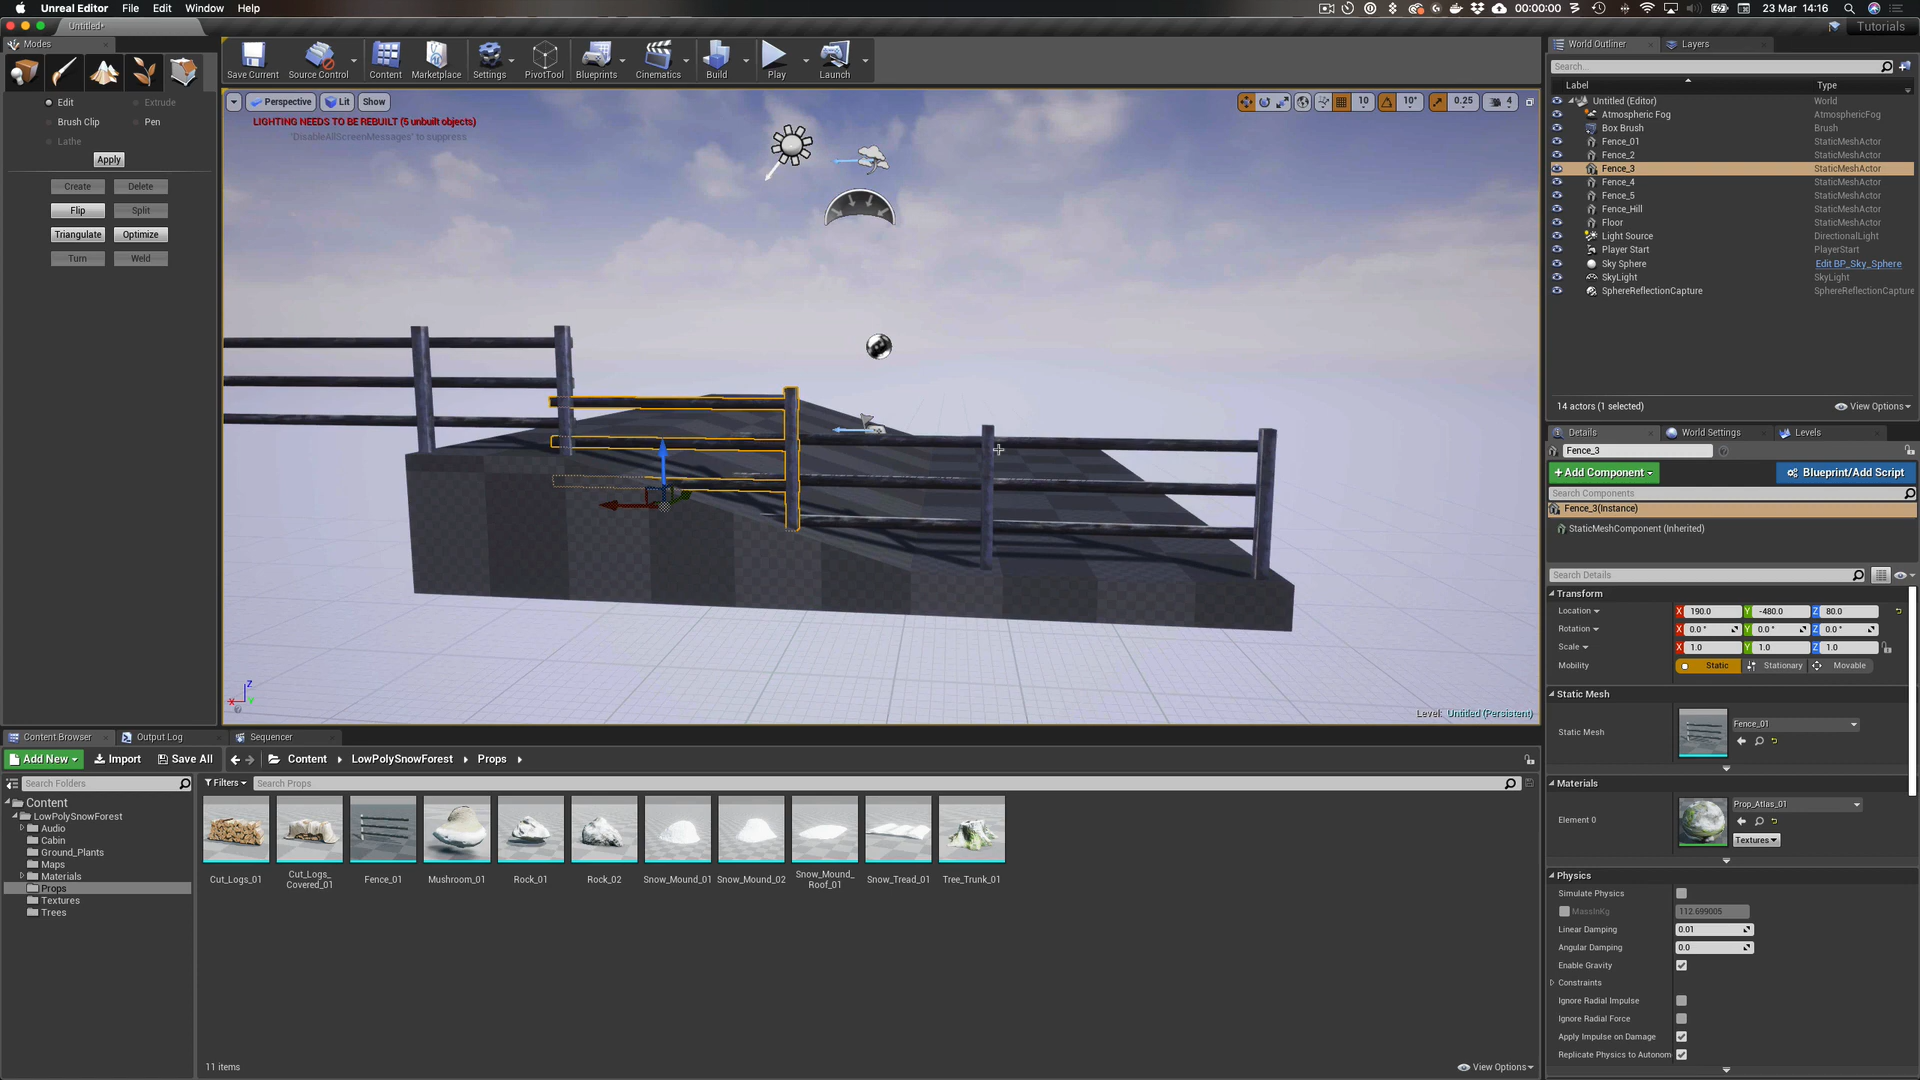 Unreal Editor File Edit Window Help
00:00:00 23 Mar 14:16
Untitled* Tutorials
Modes
Edit Extrude
Brush Clip Pen
Lathe
Apply
Create Delete
Flip Split
Triangulate Optimize
Turn Weld
Save Current Source Control Content Marketplace Settings PivotTool Blueprints Cinematics Build Play Launch
Perspective Lit Show
10 10° 0.25 4
LIGHTING NEEDS TO BE REBUILT (5 unbuilt objects)
'DisableAllScreenMessages' to suppress
Z
X
Level: Untitled (Persistent)
World Outliner Layers
Search...
Label Type
Untitled (Editor) World
Atmospheric Fog AtmosphericFog
Box Brush Brush
Fence_01 StaticMeshActor
Fence_2 StaticMeshActor
Fence_3 StaticMeshActor
Fence_4 StaticMeshActor
Fence_5 StaticMeshActor
Fence_Hill StaticMeshActor
Floor StaticMeshActor
Light Source DirectionalLight
Player Start PlayerStart
Sky Sphere Edit BP_Sky_Sphere
SkyLight SkyLight
SphereReflectionCapture SphereReflectionCapture
14 actors (1 selected) View Options
Details World Settings Levels
Fence_3
+ Add Component Blueprint/Add Script
Search Components
Fence_3(Instance)
StaticMeshComponent (Inherited)
Search Details
Transform
Location X 190.0 Y -480.0 Z 80.0
Rotation X 0.0 ° Y 0.0 ° Z 0.0 °
Scale X 1.0 Y 1.0 Z 1.0
Mobility Static Stationary Movable
Static Mesh
Static Mesh Fence_01
Materials
Element 0 Prop_Atlas_01
Textures
Physics
Simulate Physics
MassInKg 112.699005
Linear Damping 0.01
Angular Damping 0.0
Enable Gravity
Constraints
Ignore Radial Impulse
Ignore Radial Force
Apply Impulse on Damage
Replicate Physics to Autonom
Content Browser Output Log Sequencer
Add New Import Save All Content LowPolySnowForest Props
Search Folders Filters Search Props
Content
LowPolySnowForest
Audio
Cabin
Ground_Plants
Maps
Materials
Props
Textures
Trees
Cut_Logs_01 Cut_Logs_ Fence_01 Mushroom_01 Rock_01 Rock_02 Snow_Mound_01 Snow_Mound_02 Snow_Mound_ Snow_Tread_01 Tree_Trunk_01
Covered_01 Roof_01
11 items View Options